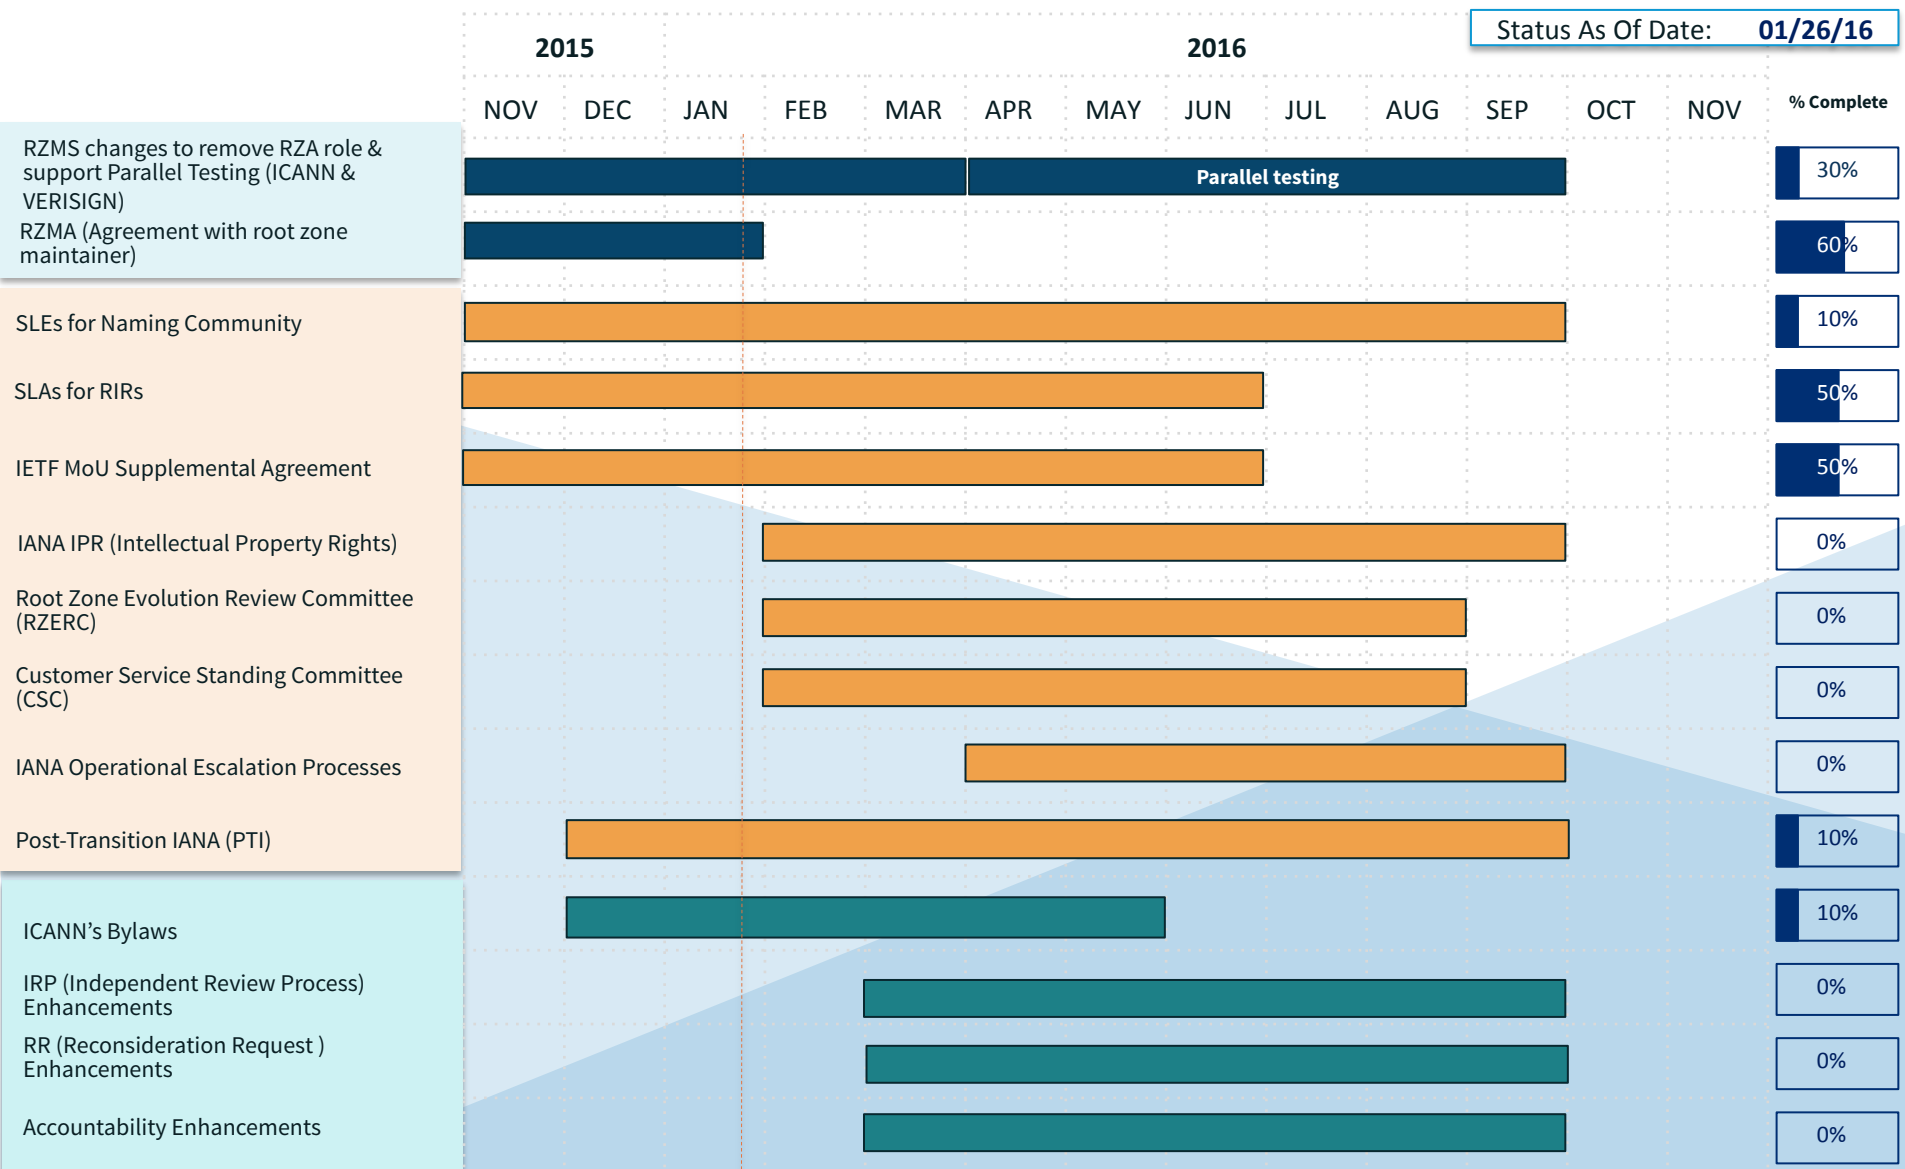 Status As Of Date: 01/26/16
2015 2016
NOV DEC JAN FEB MAR APR MAY JUN JUL AUG SEP OCT NOV % Complete
RZMS changes to remove RZA role &
support Parallel Testing (ICANN &
VERISIGN)
Parallel testing
30%
RZMA (Agreement with root zone
maintainer)
60%
SLEs for Naming Community
10%
SLAs for RIRs
50%
IETF MoU Supplemental Agreement
50%
IANA IPR (Intellectual Property Rights)
0%
Root Zone Evolution Review Committee
(RZERC)
0%
Customer Service Standing Committee
(CSC)
0%
IANA Operational Escalation Processes
0%
Post-Transition IANA (PTI)
10%
ICANN’s Bylaws
10%
IRP (Independent Review Process)
Enhancements
0%
RR (Reconsideration Request )
Enhancements
0%
Accountability Enhancements
0%